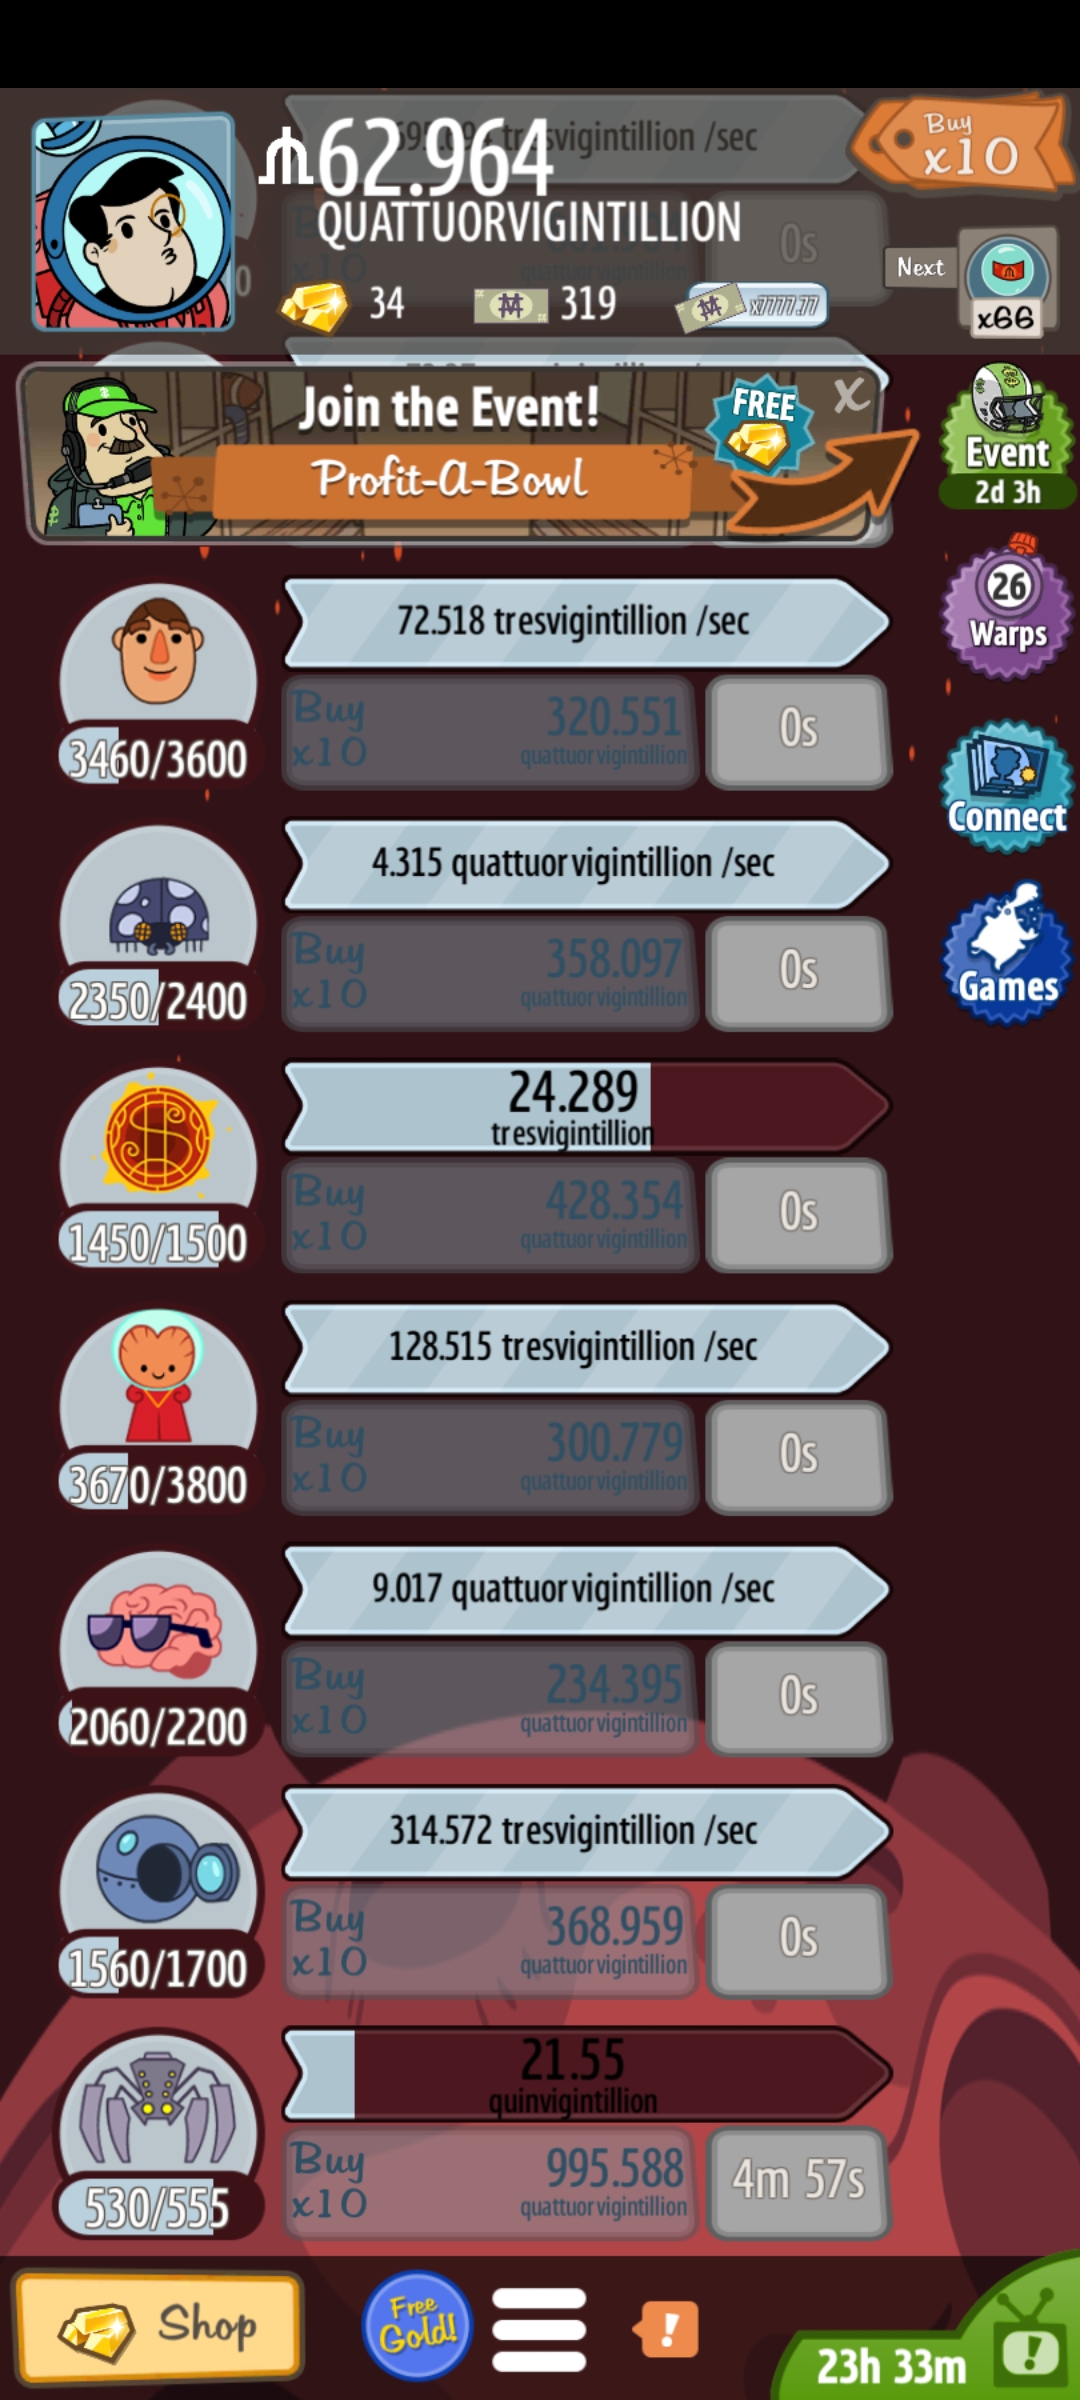 tresvigintillion /sec
62.964
QUATTUORVIGINTILLION
Buy
x10
0s
quattuorvigintillion
34
319
x7777.77
Next
x66
Join the Event!
Profit-A-Bowl
FREE
X
Event
2d 3h
72.518 tresvigintillion /sec
Buy
x10
320.551
quattuorvigintillion
0s
3460/3600
26
Warps
4.315 quattuorvigintillion /sec
Buy
x10
358.097
quattuorvigintillion
0s
2350/2400
Connect
Games
24.289
tresvigintillion
Buy
x10
428.354
quattuorvigintillion
0s
1450/1500
128.515 tresvigintillion /sec
Buy
x10
300.779
quattuorvigintillion
0s
3670/3800
9.017 quattuorvigintillion /sec
Buy
x10
234.395
quattuorvigintillion
0s
2060/2200
314.572 tresvigintillion /sec
Buy
x10
368.959
quattuorvigintillion
0s
1560/1700
21.55
quinvigintillion
Buy
x10
995.588
quattuorvigintillion
4m 57s
530/555
Shop
Free
Gold!
!
23h 33m
!